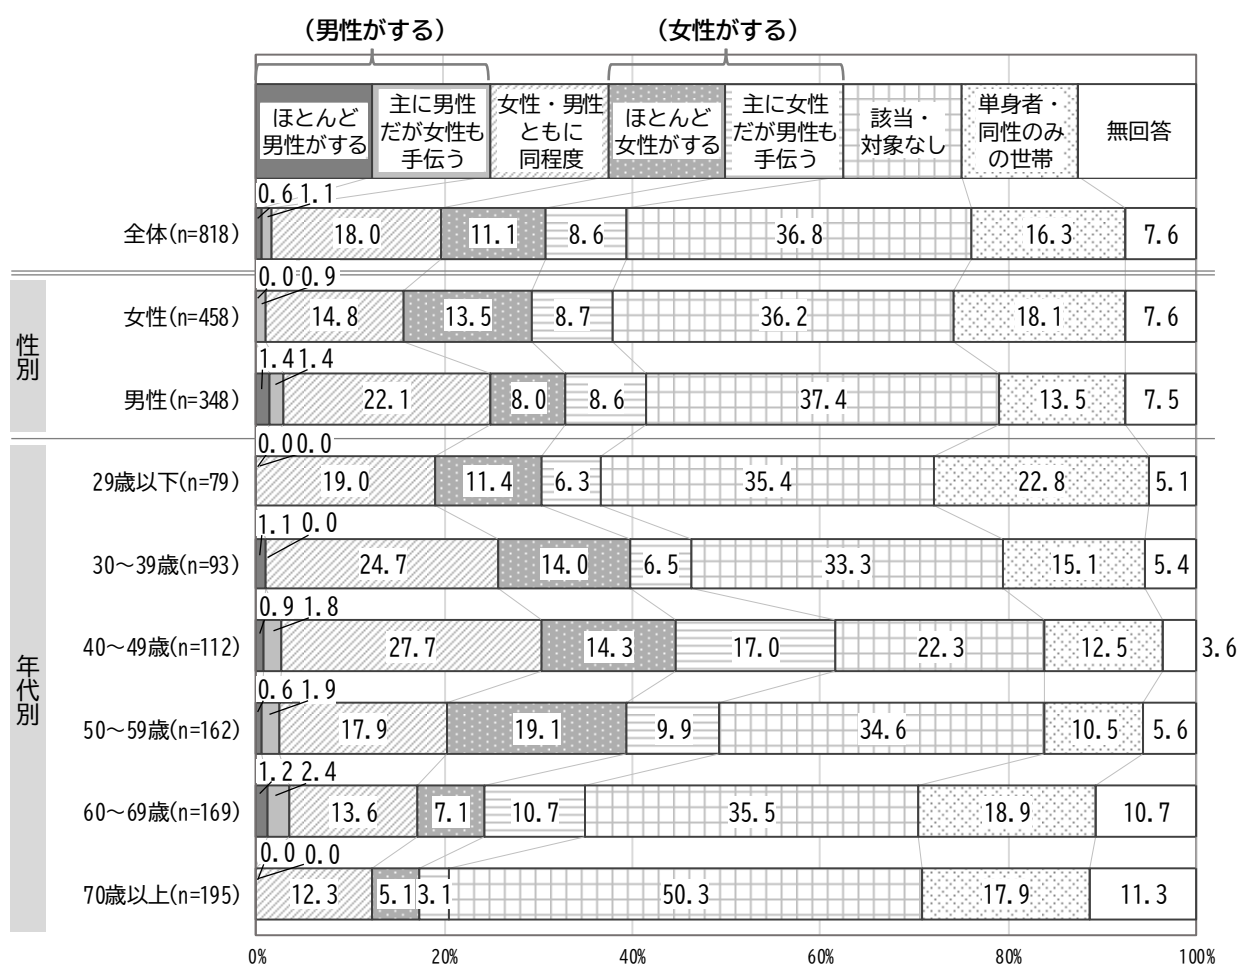 （男性がする）　（女性がする）
ほとんど
男性がする
主に男性
だが女性も
手伝う
女性・男性
ともに
同程度
ほとんど
女性がする
主に女性
だが男性も
手伝う
該当・
対象なし
単身者・
同性のみ
の世帯
無回答
0.6 1.1
全体(n=818) 18.0 11.1 8.6 36.8 16.3 7.6
性別
0.0 0.9
女性(n=458) 14.8 13.5 8.7 36.2 18.1 7.6
1.4 1.4
男性(n=348) 22.1 8.0 8.6 37.4 13.5 7.5
年代別
0.0 0.0
29歳以下(n=79) 19.0 11.4 6.3 35.4 22.8 5.1
1.1 0.0
30～39歳(n=93) 24.7 14.0 6.5 33.3 15.1 5.4
0.9 1.8
40～49歳(n=112) 27.7 14.3 17.0 22.3 12.5 3.6
0.6 1.9
50～59歳(n=162) 17.9 19.1 9.9 34.6 10.5 5.6
1.2 2.4
60～69歳(n=169) 13.6 7.1 10.7 35.5 18.9 10.7
0.0 0.0
70歳以上(n=195) 12.3 5.1 3.1 50.3 17.9 11.3
0% 20% 40% 60% 80% 100%